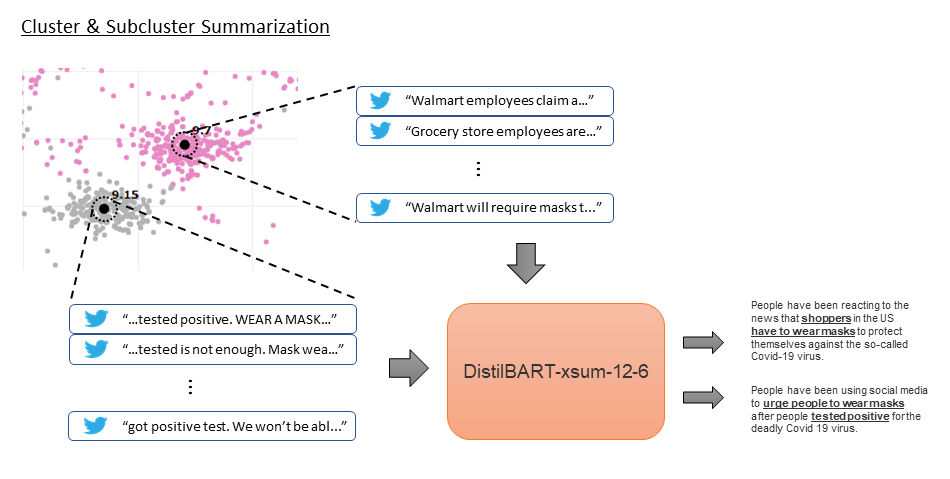 Cluster & Subcluster Summarization
9.7
9.15
“Walmart employees claim a...”
“Grocery store employees are...”
“Walmart will require masks t...”
“...tested positive. WEAR A MASK...”
“...tested is not enough. Mask wea...”
“got positive test. We won’t be abl...”
DistilBART-xsum-12-6
People have been reacting to the
news that shoppers in the US
have to wear masks to protect
themselves against the so-called
Covid-19 virus.
People have been using social media
to urge people to wear masks
after people tested positive for the
deadly Covid 19 virus.